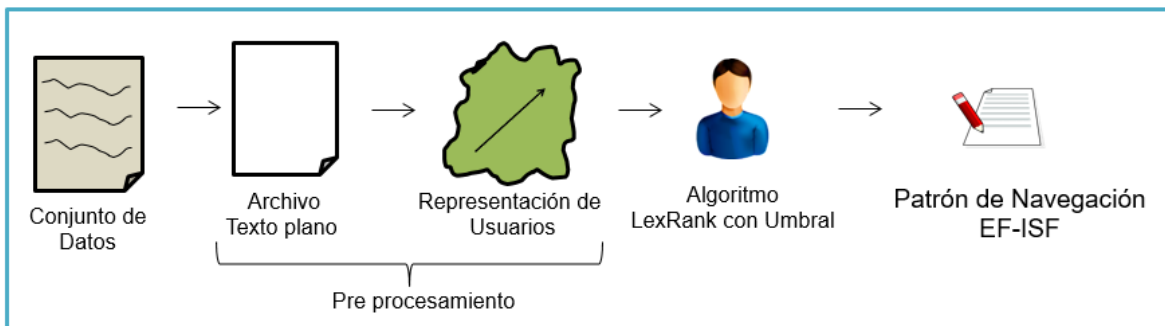 Conjunto de
Datos
Archivo
Texto plano
Representación de
Usuarios
Pre procesamiento
Algoritmo
LexRank con Umbral
Patrón de Navegación
EF-ISF